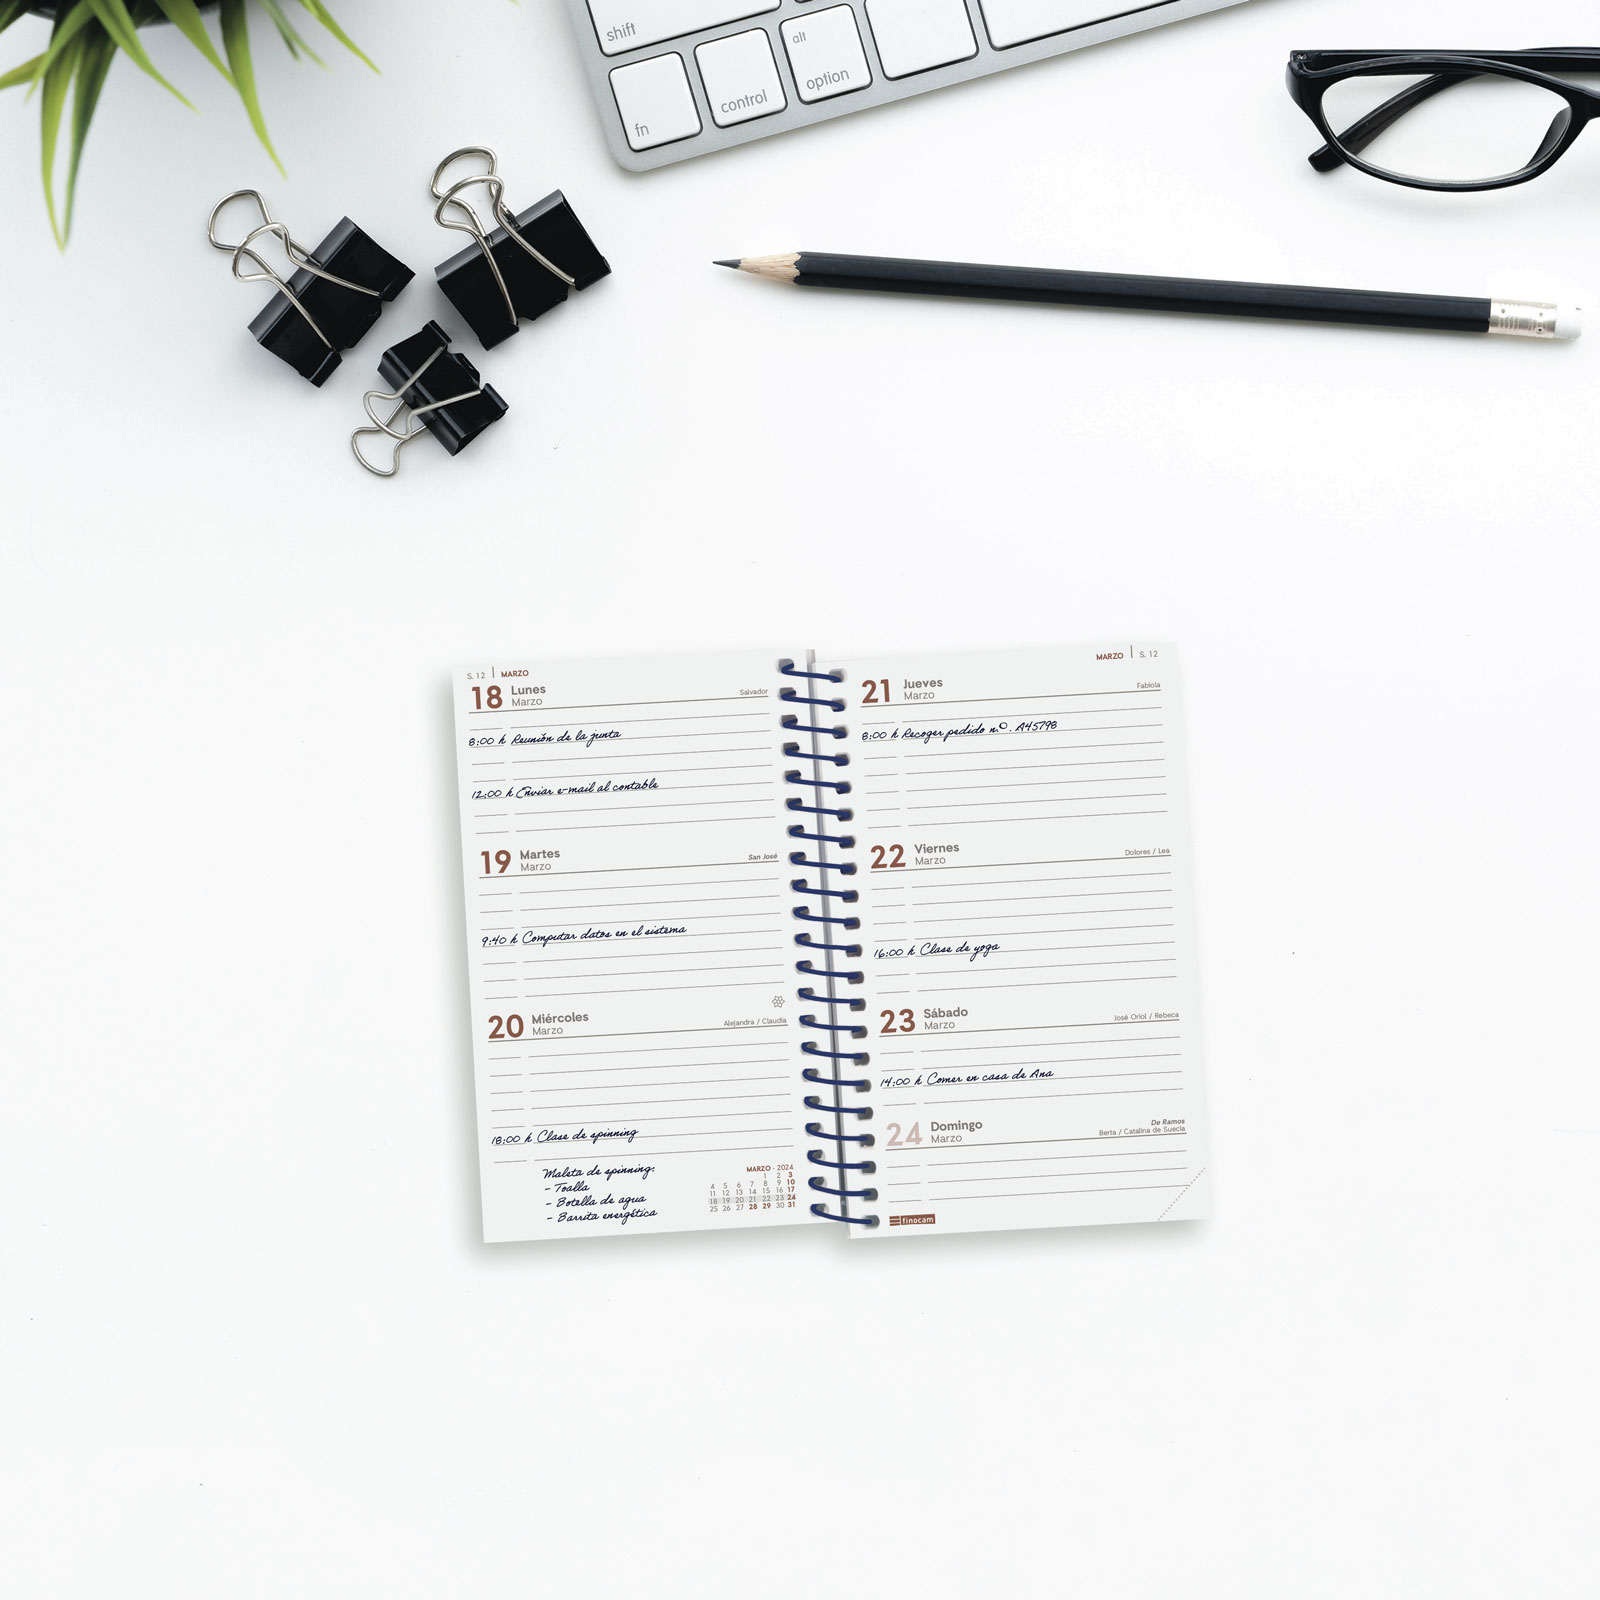 shift
alt
fn
control
option
S. 12 | MARZO
18 Lunes
Marzo
Salvador
8:00 h Reunión de la junta
12:00 h Enviar e-mail al contable
19 Martes
Marzo
San José
9:40 h Computar datos en el sistema
20 Miércoles
Marzo
Alejandra / Claudia
18:00 h Clase de spinning
Maleta de spinning:
- Toalla
- Botella de agua
- Barrita energética
MARZO - 2024
1 2 3
4 5 6 7 8 9 10
11 12 13 14 15 16 17
18 19 20 21 22 23 24
25 26 27 28 29 30 31
MARZO | S. 12
21 Jueves
Marzo
Fabiola
8:00 h Recoger pedido n.º. A45798
22 Viernes
Marzo
Dolores / Lea
16:00 h Clase de yoga
23 Sábado
Marzo
José Oriol / Rebeca
14:00 h Comer en casa de Ana
24 Domingo
Marzo
De Ramos
Berta / Catalina de Suecia
finocam